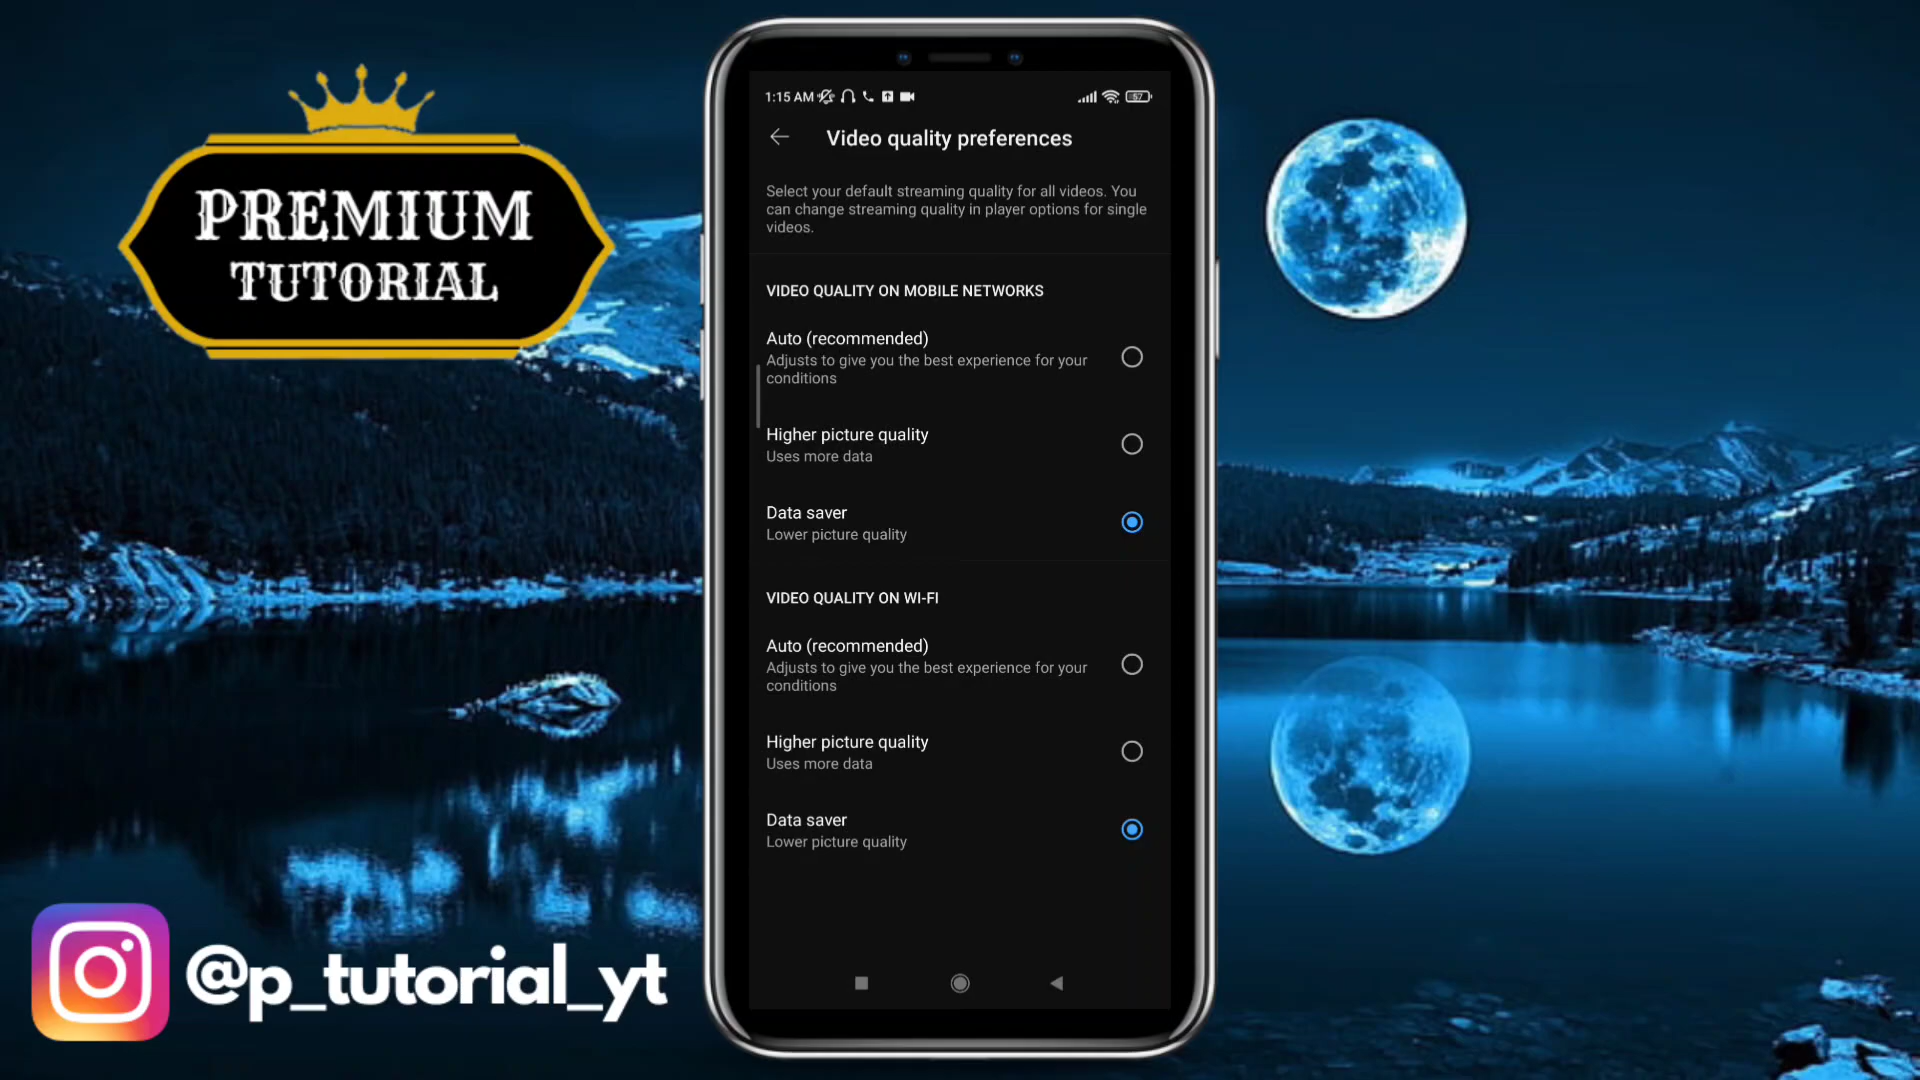 PREMIUM
TUTORIAL
1:15 AM
57
Video quality preferences
Select your default streaming quality for all videos. You
can change streaming quality in player options for single
videos.
VIDEO QUALITY ON MOBILE NETWORKS
Auto (recommended)
Adjusts to give you the best experience for your
conditions
Higher picture quality
Uses more data
Data saver
Lower picture quality
VIDEO QUALITY ON WI-FI
Auto (recommended)
Adjusts to give you the best experience for your
conditions
Higher picture quality
Uses more data
Data saver
Lower picture quality
@p_tutorial_yt